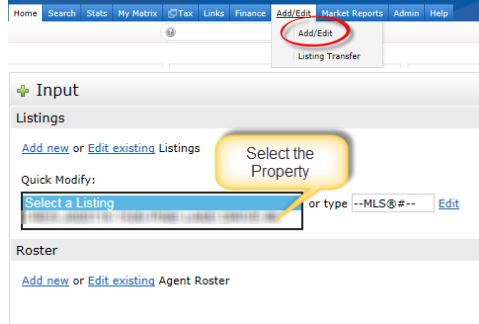 Home Search Stats My Matrix Tax Links Finance Add/Edit Market Reports Admin Help
Add/Edit
Listing Transfer
Input
Listings
Add new or Edit existing Listings
Select the
Property
Quick Modify:
Select a Listing
or type --MLS®#-- Edit
Roster
Add new or Edit existing Agent Roster